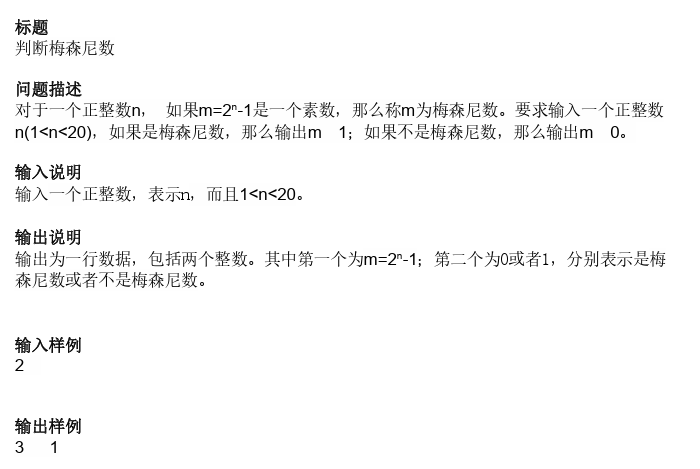 标题
判断梅森尼数
问题描述
对于一个正整数n， 如果m=2ⁿ-1是一个素数，那么称m为梅森尼数。要求输入一个正整数
n(1<n<20)，如果是梅森尼数，那么输出m 1；如果不是梅森尼数，那么输出m 0。
输入说明
输入一个正整数，表示n，而且1<n<20。
输出说明
输出为一行数据，包括两个整数。其中第一个为m=2ⁿ-1；第二个为0或者1，分别表示是梅
森尼数或者不是梅森尼数。
输入样例
2
输出样例
3 1